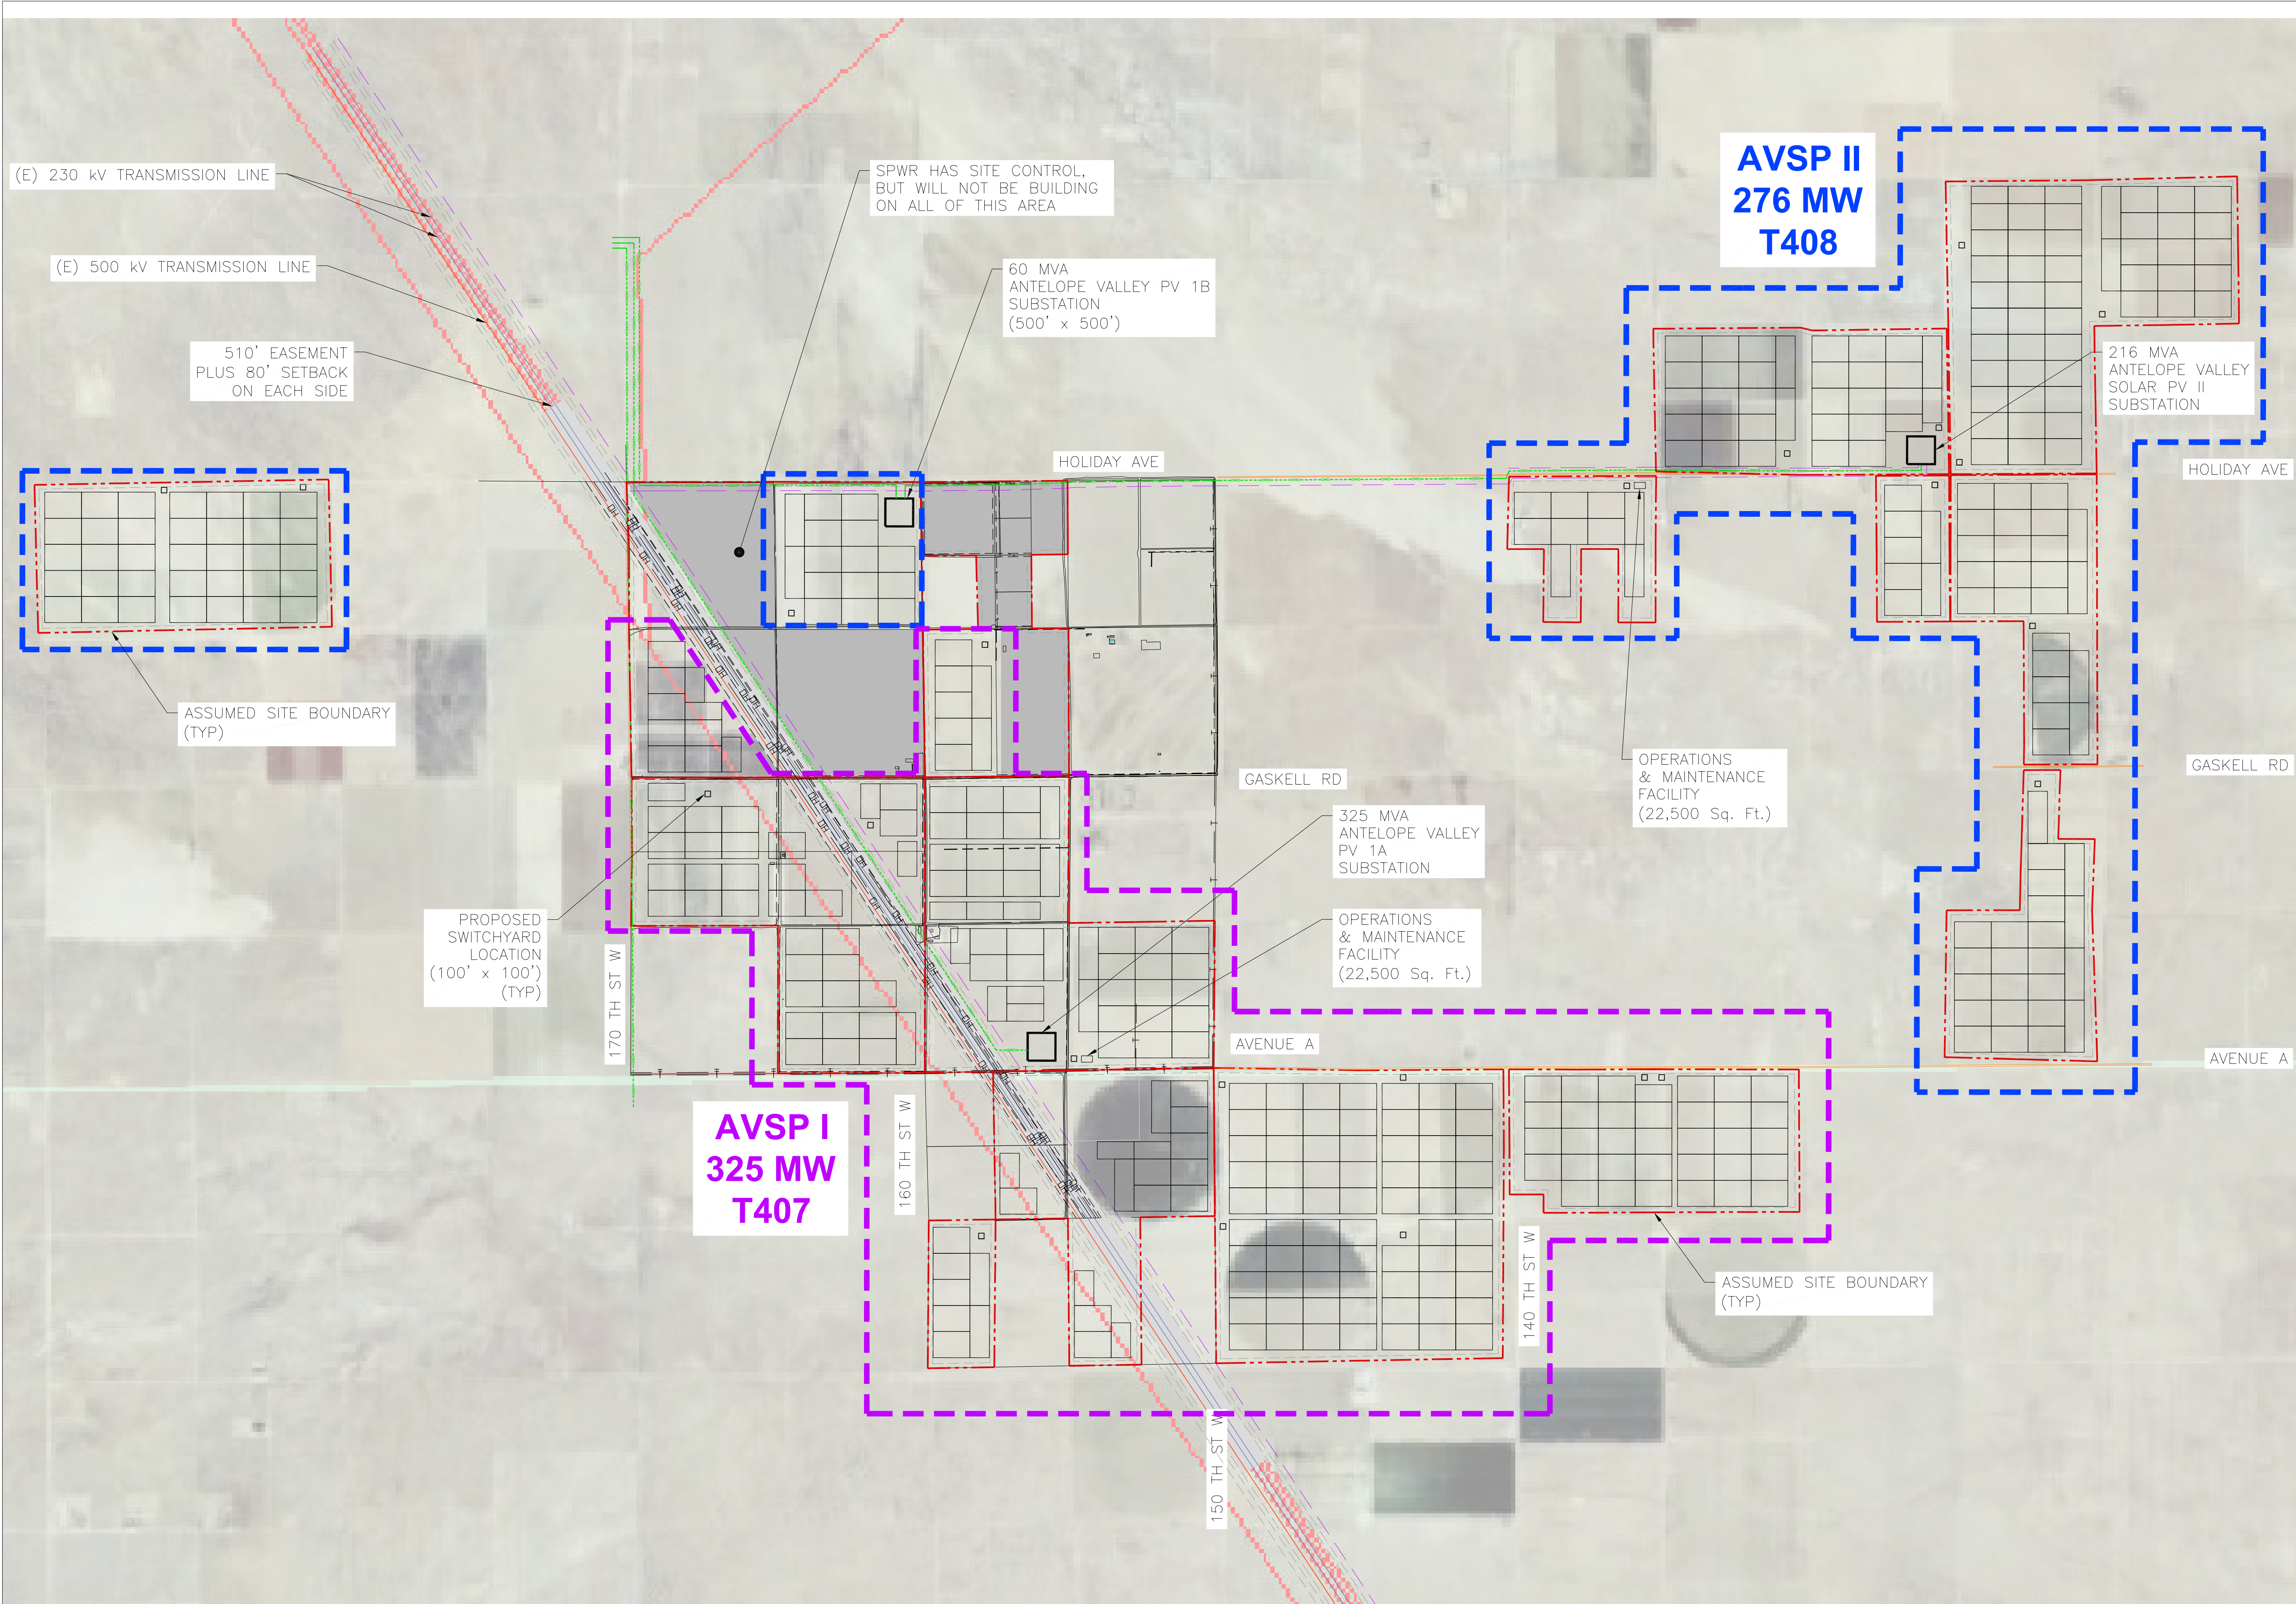 (E) 230 kV TRANSMISSION LINE
(E) 500 kV TRANSMISSION LINE
510' EASEMENT
PLUS 80' SETBACK
ON EACH SIDE
SPWR HAS SITE CONTROL,
BUT WILL NOT BE BUILDING
ON ALL OF THIS AREA
60 MVA
ANTELOPE VALLEY PV 1B
SUBSTATION
(500' x 500')
AVSP II
276 MW
T408
216 MVA
ANTELOPE VALLEY
SOLAR PV II
SUBSTATION
HOLIDAY AVE
HOLIDAY AVE
ASSUMED SITE BOUNDARY
(TYP)
GASKELL RD
GASKELL RD
OPERATIONS
& MAINTENANCE
FACILITY
(22,500 Sq. Ft.)
325 MVA
ANTELOPE VALLEY
PV 1A
SUBSTATION
PROPOSED
SWITCHYARD
LOCATION
(100' x 100')
(TYP)
OPERATIONS
& MAINTENANCE
FACILITY
(22,500 Sq. Ft.)
170 TH ST W
AVENUE A
AVENUE A
AVSP I
325 MW
T407
160 TH ST W
140 TH ST W
ASSUMED SITE BOUNDARY
(TYP)
150 TH ST W